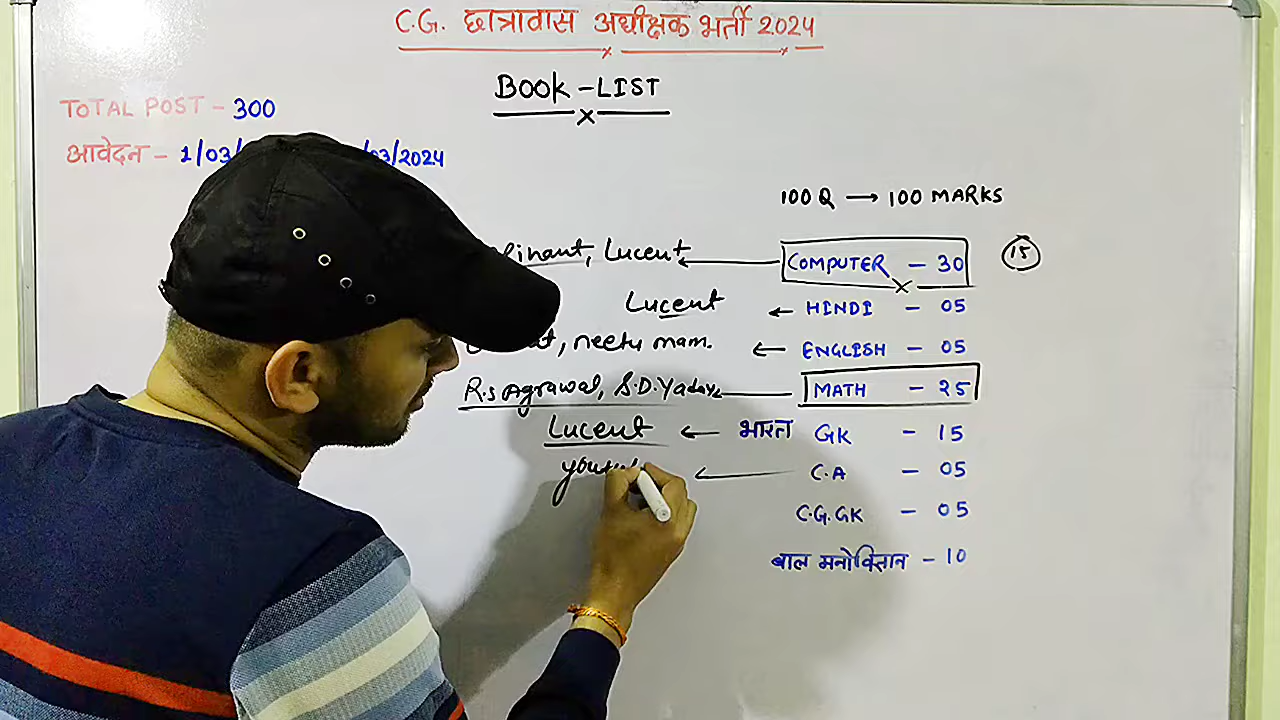 C.G. छात्रावास अधीक्षक भर्ती 2024
BOOK - LIST
TOTAL POST - 300
आवेदन - 1/03/ /03/2024
100 Q → 100 MARKS
Lucent ← COMPUTER - 30 15
Lucent ← HINDI - 05
, neetu mam. ← ENGLISH - 05
R.s Agrawal, S.D. Yadav MATH - 25
Lucent ← भारत GK - 15
← C.A - 05
C.G.GK - 05
बाल मनोविज्ञान - 10